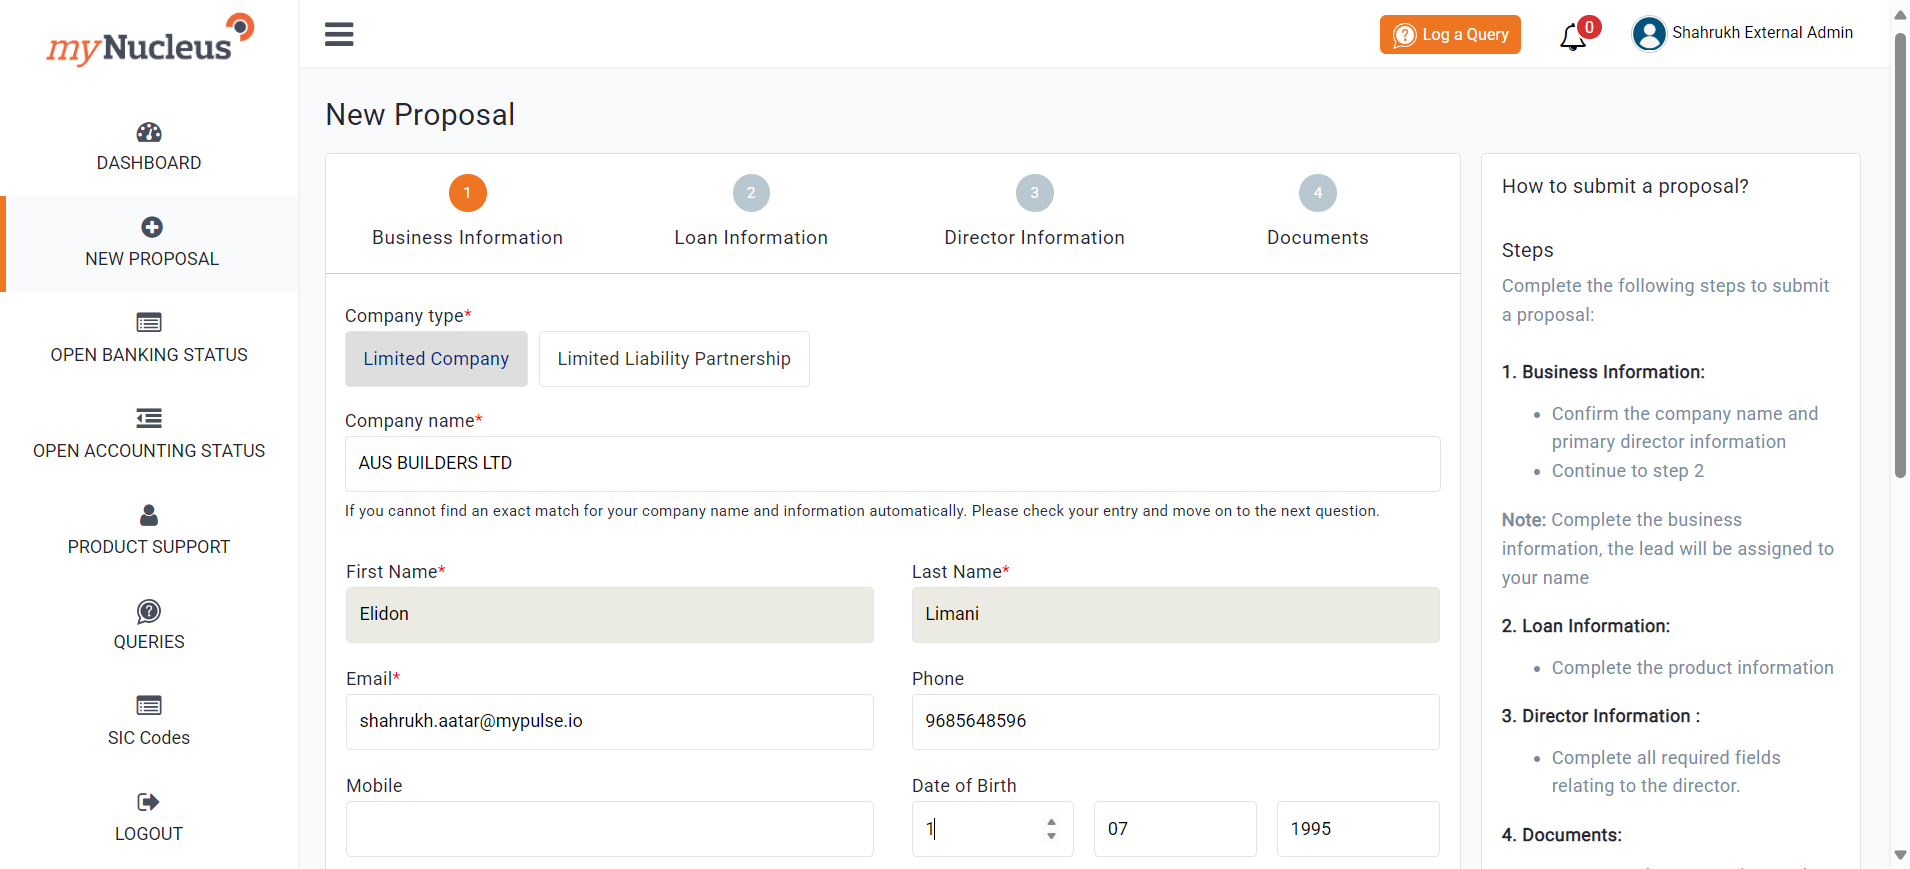 myNucleus
Log a Query
0
Shahrukh External Admin
DASHBOARD
NEW PROPOSAL
OPEN BANKING STATUS
OPEN ACCOUNTING STATUS
PRODUCT SUPPORT
QUERIES
SIC Codes
LOGOUT
New Proposal
1
2
3
4
Business Information
Loan Information
Director Information
Documents
Company type*
Limited Company
Limited Liability Partnership
Company name*
AUS BUILDERS LTD
If you cannot find an exact match for your company name and information automatically. Please check your entry and move on to the next question.
First Name*
Last Name*
Elidon
Limani
Email*
Phone
shahrukh.aatar@mypulse.io
9685648596
Mobile
Date of Birth
1
07
1995
How to submit a proposal?
Steps
Complete the following steps to submit
a proposal:
1. Business Information:
• Confirm the company name and
primary director information
• Continue to step 2
Note: Complete the business
information, the lead will be assigned to
your name
2. Loan Information:
• Complete the product information
3. Director Information :
• Complete all required fields
relating to the director.
4. Documents: